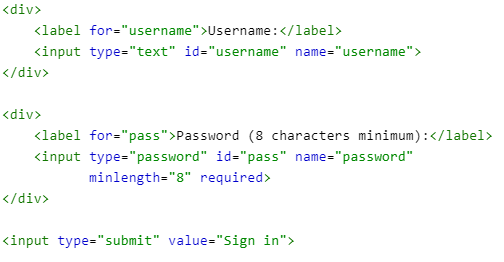 <div>
    <label for="username">Username:</label>
    <input type="text" id="username" name="username">
</div>

<div>
    <label for="pass">Password (8 characters minimum):</label>
    <input type="password" id="pass" name="password"
           minlength="8" required>
</div>

<input type="submit" value="Sign in">